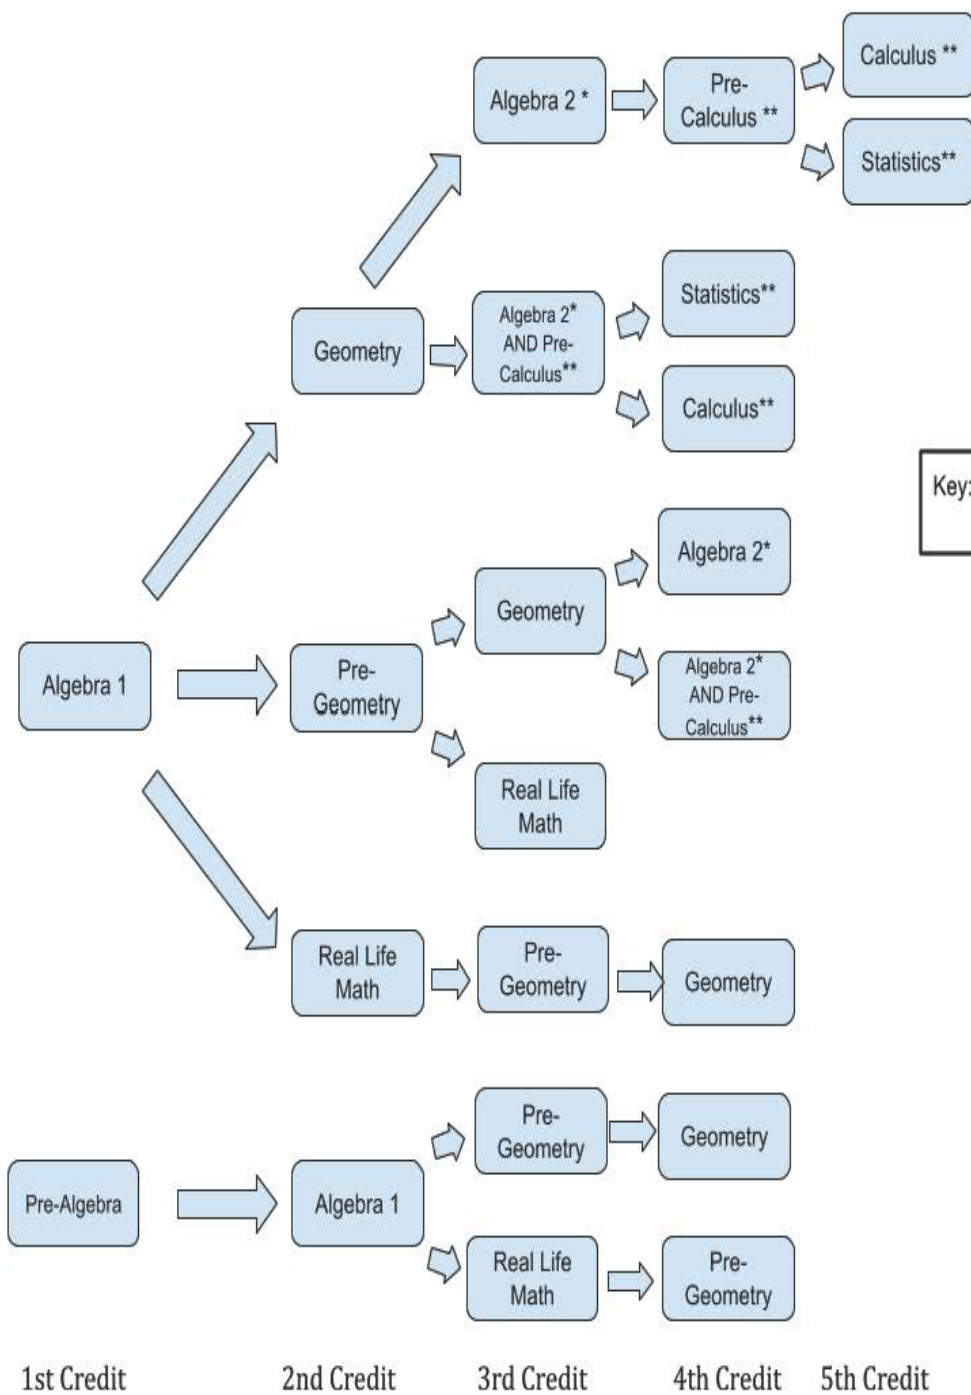 Calculus **
Algebra 2 *
Pre-
Calculus **
Statistics**
Statistics**
Geometry
Algebra 2*
AND Pre-
Calculus**
Calculus**
Key:
Algebra 2*
Geometry
Algebra 1
Pre-
Geometry
Algebra 2*
AND Pre-
Calculus**
Real Life
Math
Real Life
Math
Pre-
Geometry
Geometry
Pre-
Geometry
Geometry
Pre-Algebra
Algebra 1
Real Life
Math
Pre-
Geometry
1st Credit 2nd Credit 3rd Credit 4th Credit 5th Credit